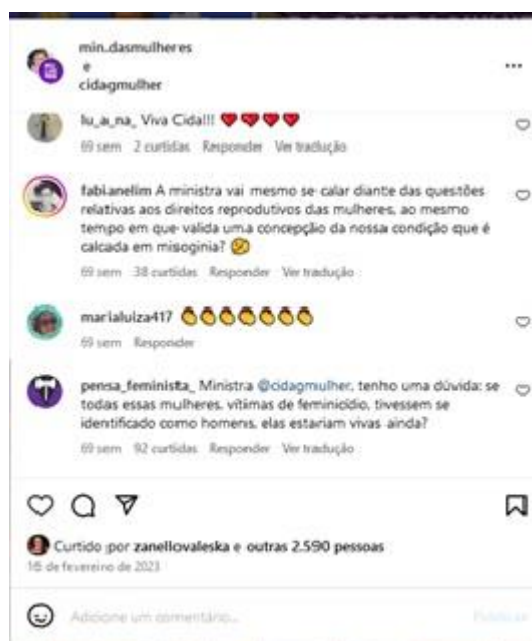 min.dasmulheres
e
cidagmulher
lu_a_na_ Viva Cida!!! ❤❤❤❤
69 sem 2 curtidas Responder Ver tradução
fabianelim A ministra vai mesmo se calar diante das questões
relativas aos direitos reprodutivos das mulheres, ao mesmo
tempo em que valida uma concepção da nossa condição que é
calcada em misoginia?
69 sem 38 curtidas Responder Ver tradução
marialuiza417 👏👏👏👏👏👏👏
69 sem Responder
pensa_feminista_ Ministra @cidagmulher, tenho uma dúvida: se
todas essas mulheres, vítimas de feminicídio, tivessem se
identificado como homens, elas estariam vivas ainda?
69 sem 92 curtidas Responder Ver tradução
Curtido por zanellovaleska e outras 2.590 pessoas
16 de fevereiro de 2023
Adicione um comentário...
Publicar